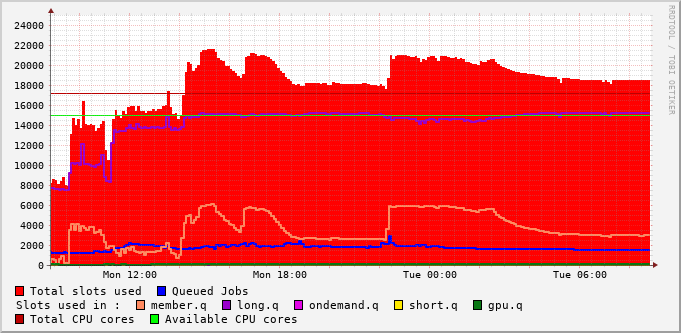 RRDTOOL / TOBI OETIKER
24000
22000
20000
18000
16000
14000
12000
10000
8000
6000
4000
2000
0
Mon 12:00 Mon 18:00 Tue 00:00 Tue 06:00
Total slots used Queued Jobs
Slots used in : member.q long.q ondemand.q short.q gpu.q
Total CPU cores Available CPU cores